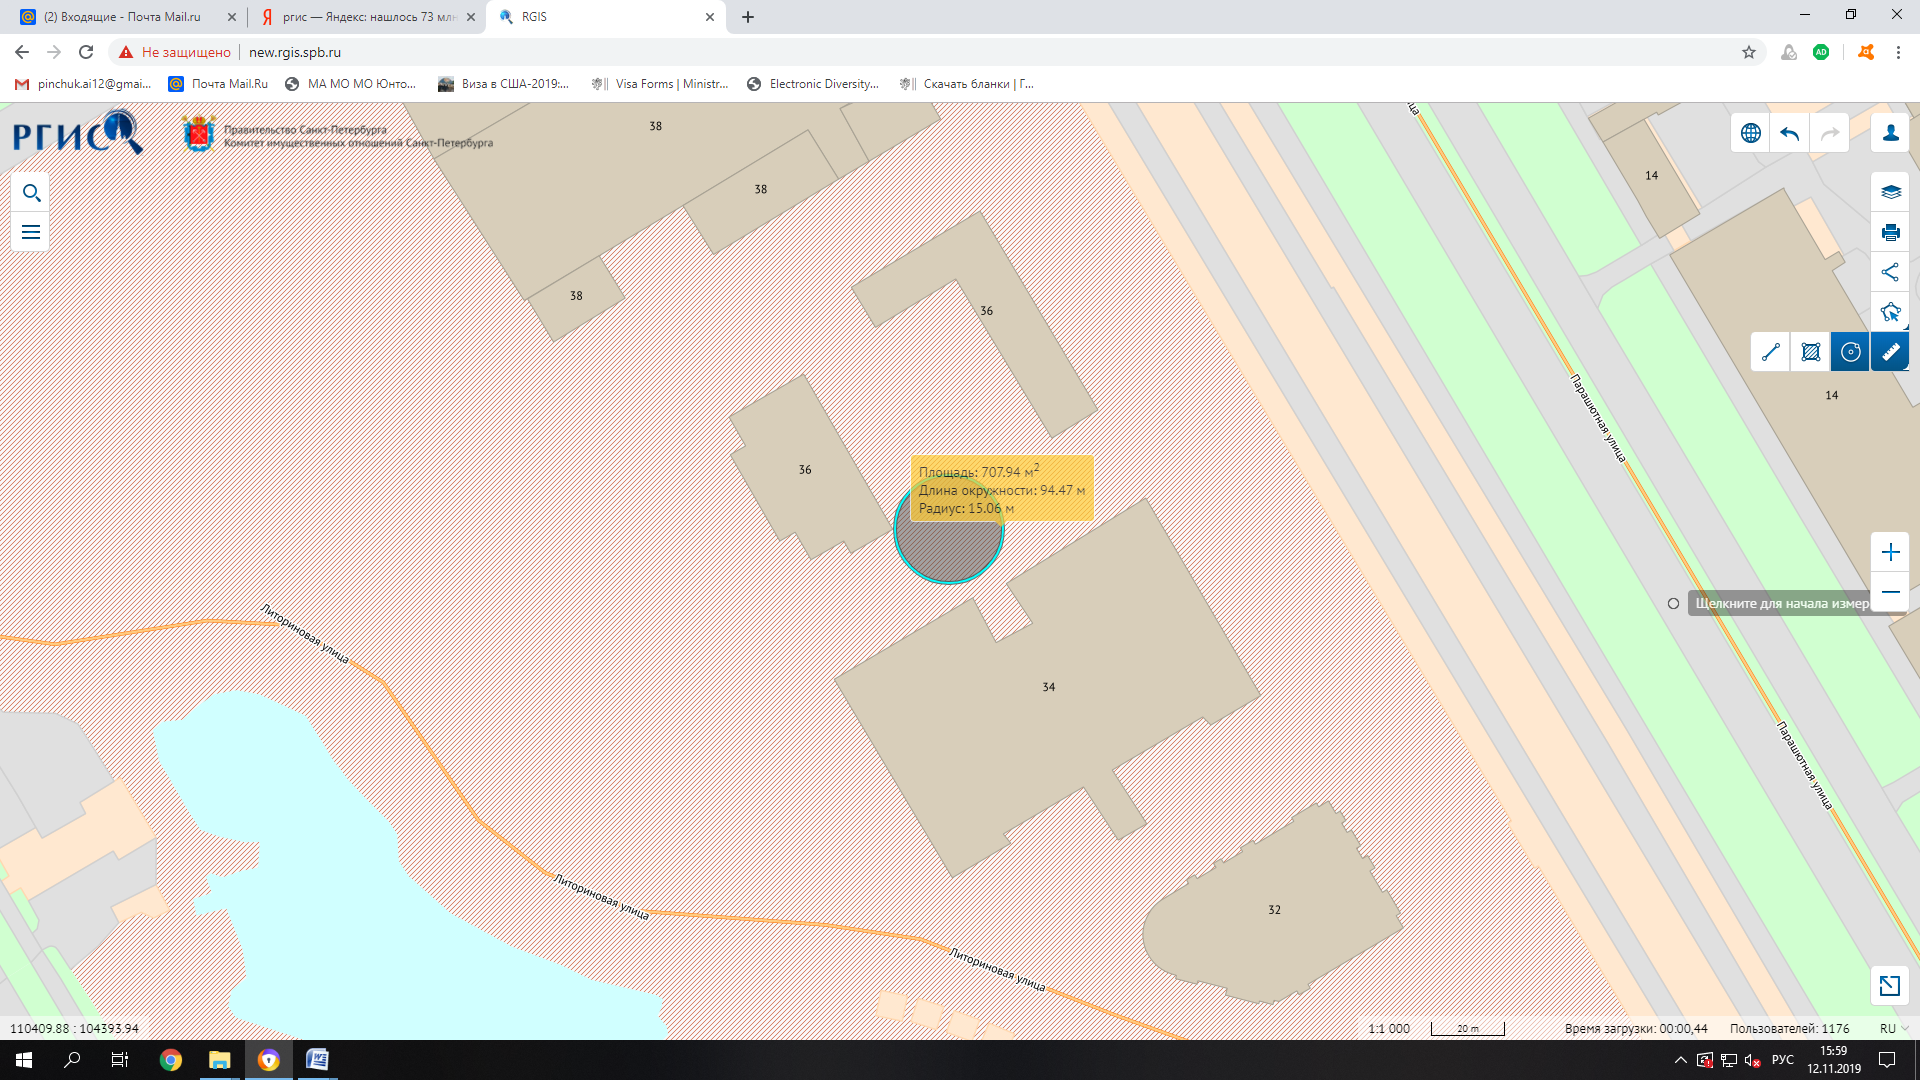 (2) Входящие - Почта Mail.ru
ргис — Яндекс: нашлось 73 млн
RGIS
Не защищено
new.rgis.spb.ru
pinchuk.ai12@gmai...
Почта Mail.Ru
МА МО МО Юнто...
Виза в США-2019:...
Visa Forms | Ministr...
Electronic Diversity...
Скачать бланки | Г...
РГИС
Правительство Санкт-Петербурга
Комитет имущественных отношений Санкт-Петербурга
38
38
38
36
36
34
32
14
14
Площадь: 707.94 м2
Длина окружности: 94.47 м
Радиус: 15.06 м
Парашютная улица
Парашютная улица
Щелкните для начала измер
Литориновая улица
Литориновая улица
Литориновая улица
110409.88 : 104393.94
1:1 000
20 m
Время загрузки: 00:00,44
Пользователей: 1176
RU
РУС
15:59
12.11.2019